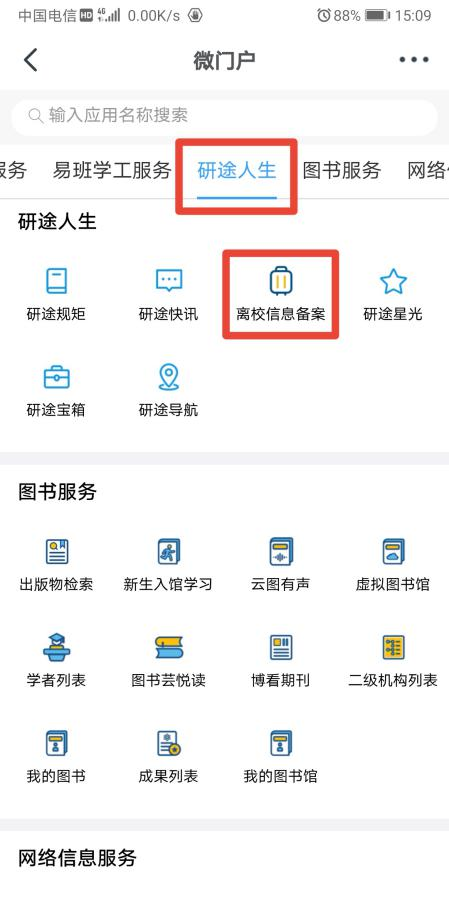 中国电信 HD 4G 0.00K/s 88% 15:09
微门户
输入应用名称搜索
服务 易班学工服务 研途人生 图书服务 网络
研途人生
研途规矩 研途快讯 离校信息备案 研途星光
研途宝箱 研途导航
图书服务
出版物检索 新生入馆学习 云图有声 虚拟图书馆
学者列表 图书芸悦读 博看期刊 二级机构列表
我的图书 成果列表 我的图书馆
网络信息服务